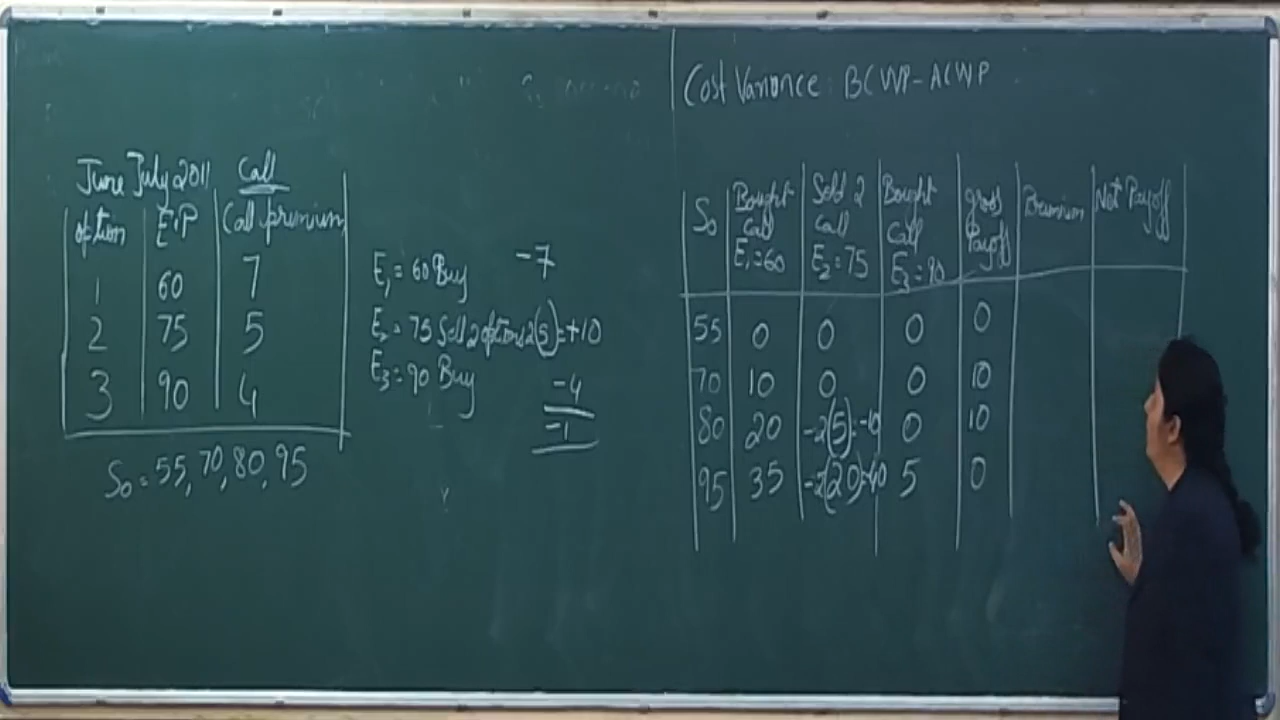 Cost Variance: BCWP-ACWP
June July 2011 Call
option E.P Call premium
1 60 7
2 75 5
3 90 4
S₀ = 55, 70, 80, 95
E₁ = 60 Buy -7
E₂ = 75 Sell 2 options 2(5)=+10
E₃ = 90 Buy -4
-1
S₀ Bought Call E₁=60 Sold 2 Call E₂=75 Bought Call E₃=90 Gross Payoff Premium Net Payoff
55 0 0 0 0
70 10 0 0 10
80 20 -2(5)=-10 0 10
95 35 -2(20)=-40 5 0